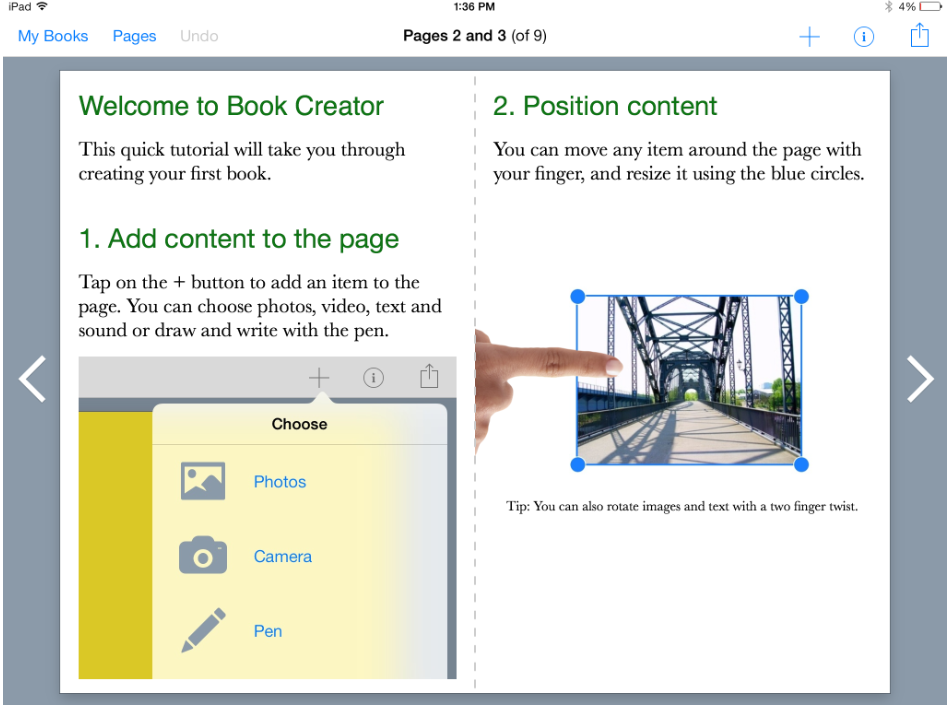 iPad
1:36 PM
4%
My Books
Pages
Undo
Pages 2 and 3 (of 9)
Welcome to Book Creator
This quick tutorial will take you through
creating your first book.
1. Add content to the page
Tap on the + button to add an item to the
page. You can choose photos, video, text and
sound or draw and write with the pen.
Choose
Photos
Camera
Pen
2. Position content
You can move any item around the page with
your finger, and resize it using the blue circles.
Tip: You can also rotate images and text with a two finger twist.